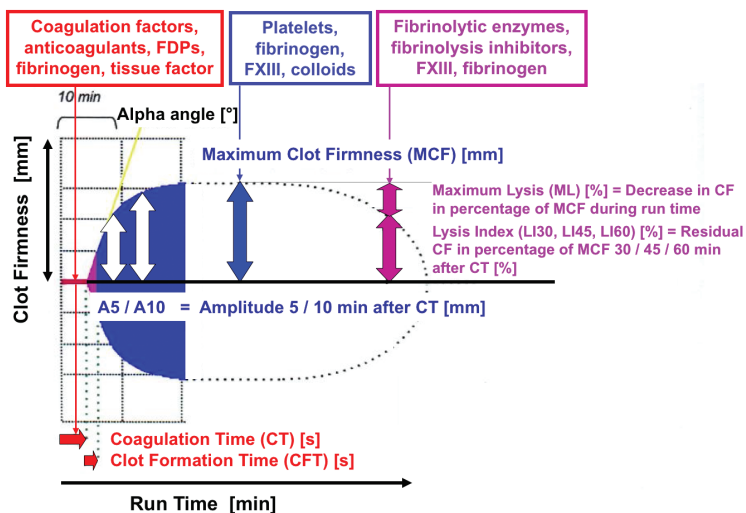 Coagulation factors,
anticoagulants, FDPs,
fibrinogen, tissue factor
Platelets,
fibrinogen,
FXIII, colloids
Fibrinolytic enzymes,
fibrinolysis inhibitors,
FXIII, fibrinogen
10 min
Alpha angle [°]
Maximum Clot Firmness (MCF) [mm]
Clot Firmness [mm]
Maximum Lysis (ML) [%] = Decrease in CF
in percentage of MCF during run time
Lysis Index (LI30, LI45, LI60) [%] = Residual
CF in percentage of MCF 30 / 45 / 60 min
after CT [%]
A5 / A10 = Amplitude 5 / 10 min after CT [mm]
Coagulation Time (CT) [s]
Clot Formation Time (CFT) [s]
Run Time [min]